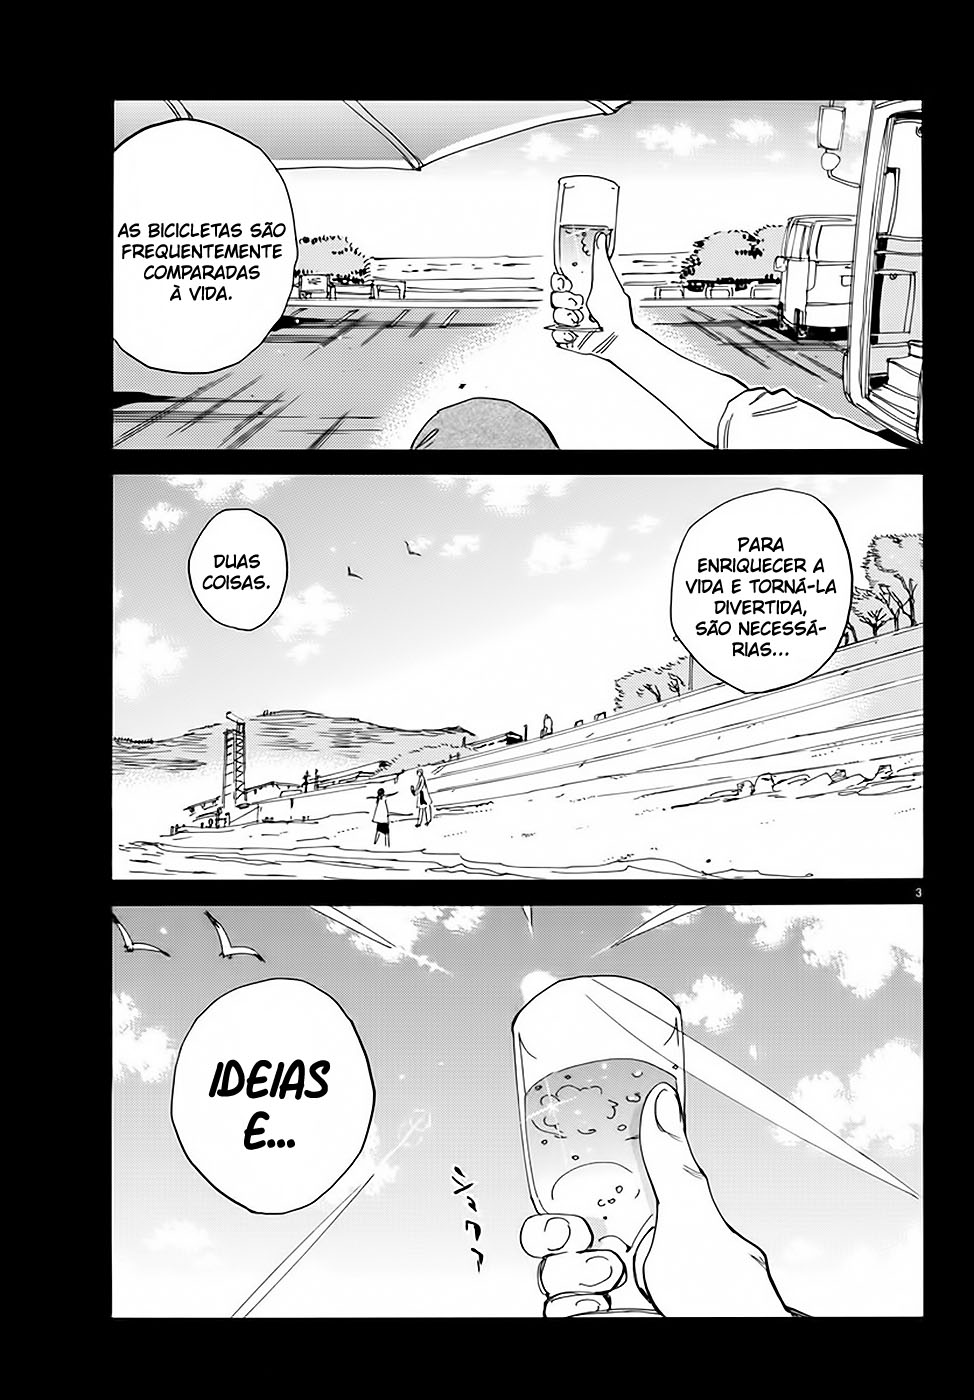 AS BICICLETAS SÃO
FREQUENTEMENTE
COMPARADAS
À VIDA.
PARA
ENRIQUECER A
VIDA E TORNÁ-LA
DIVERTIDA,
SÃO NECESSÁ-
RIAS...
DUAS
COISAS.
3
IDEIAS
E...